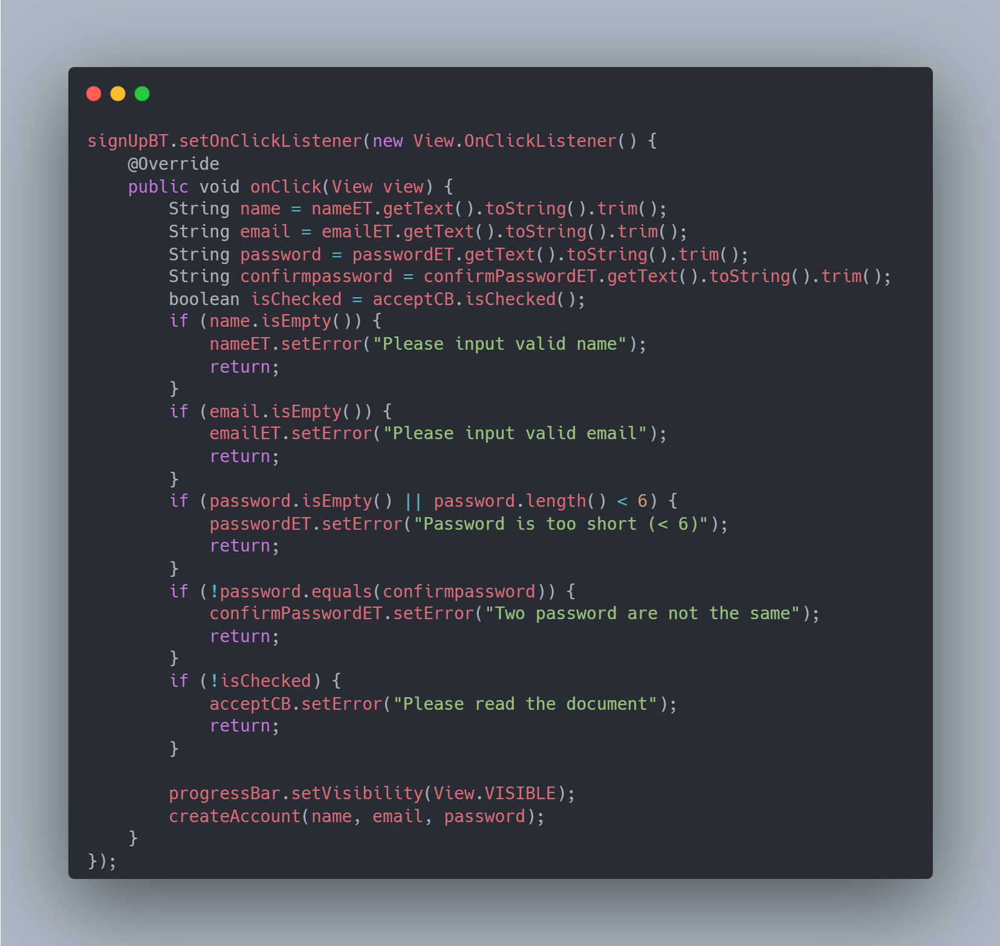 signUpBT.setOnClickListener(new View.OnClickListener() {
    @Override
    public void onClick(View view) {
        String name = nameET.getText().toString().trim();
        String email = emailET.getText().toString().trim();
        String password = passwordET.getText().toString().trim();
        String confirmpassword = confirmPasswordET.getText().toString().trim();
        boolean isChecked = acceptCB.isChecked();
        if (name.isEmpty()) {
            nameET.setError("Please input valid name");
            return;
        }
        if (email.isEmpty()) {
            emailET.setError("Please input valid email");
            return;
        }
        if (password.isEmpty() || password.length() < 6) {
            passwordET.setError("Password is too short (< 6)");
            return;
        }
        if (!password.equals(confirmpassword)) {
            confirmPasswordET.setError("Two password are not the same");
            return;
        }
        if (!isChecked) {
            acceptCB.setError("Please read the document");
            return;
        }

        progressBar.setVisibility(View.VISIBLE);
        createAccount(name, email, password);
    }
});